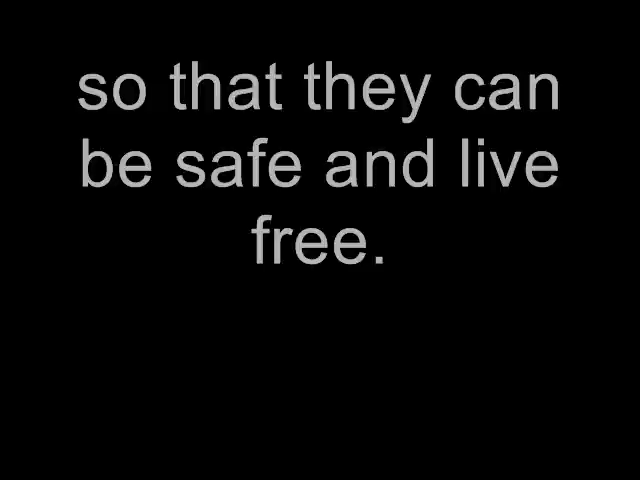 so that they can
be safe and live
free.